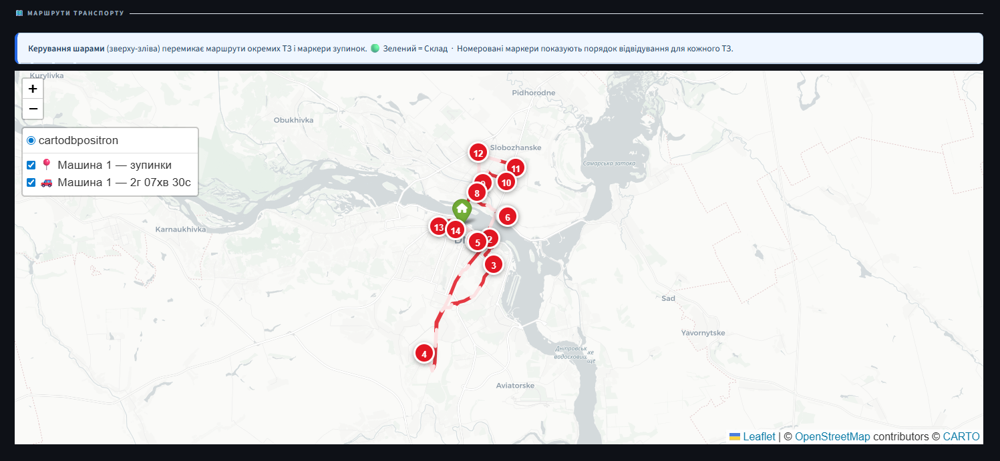 МАРШРУТИ ТРАНСПОРТУ
Керування шарами (зверху-зліва) перемикає маршрути окремих ТЗ і маркери зупинок. Зелений = Склад · Номеровані маркери показують порядок відвідування для кожного ТЗ.
Kurylivka
+
−
Pidhorodne
Obukhivka
cartodbpositron
Slobozhanske
12
Машина 1 — зупинки
11
Самарська затока
Машина 1 — 2г 07хв 30с
10
9
8
6
Karnaukhivka
13
14
5
2
3
Sad
Yavornytske
4
Дніпровське
водосховище
Aviatorske
Leaflet | © OpenStreetMap contributors © CARTO